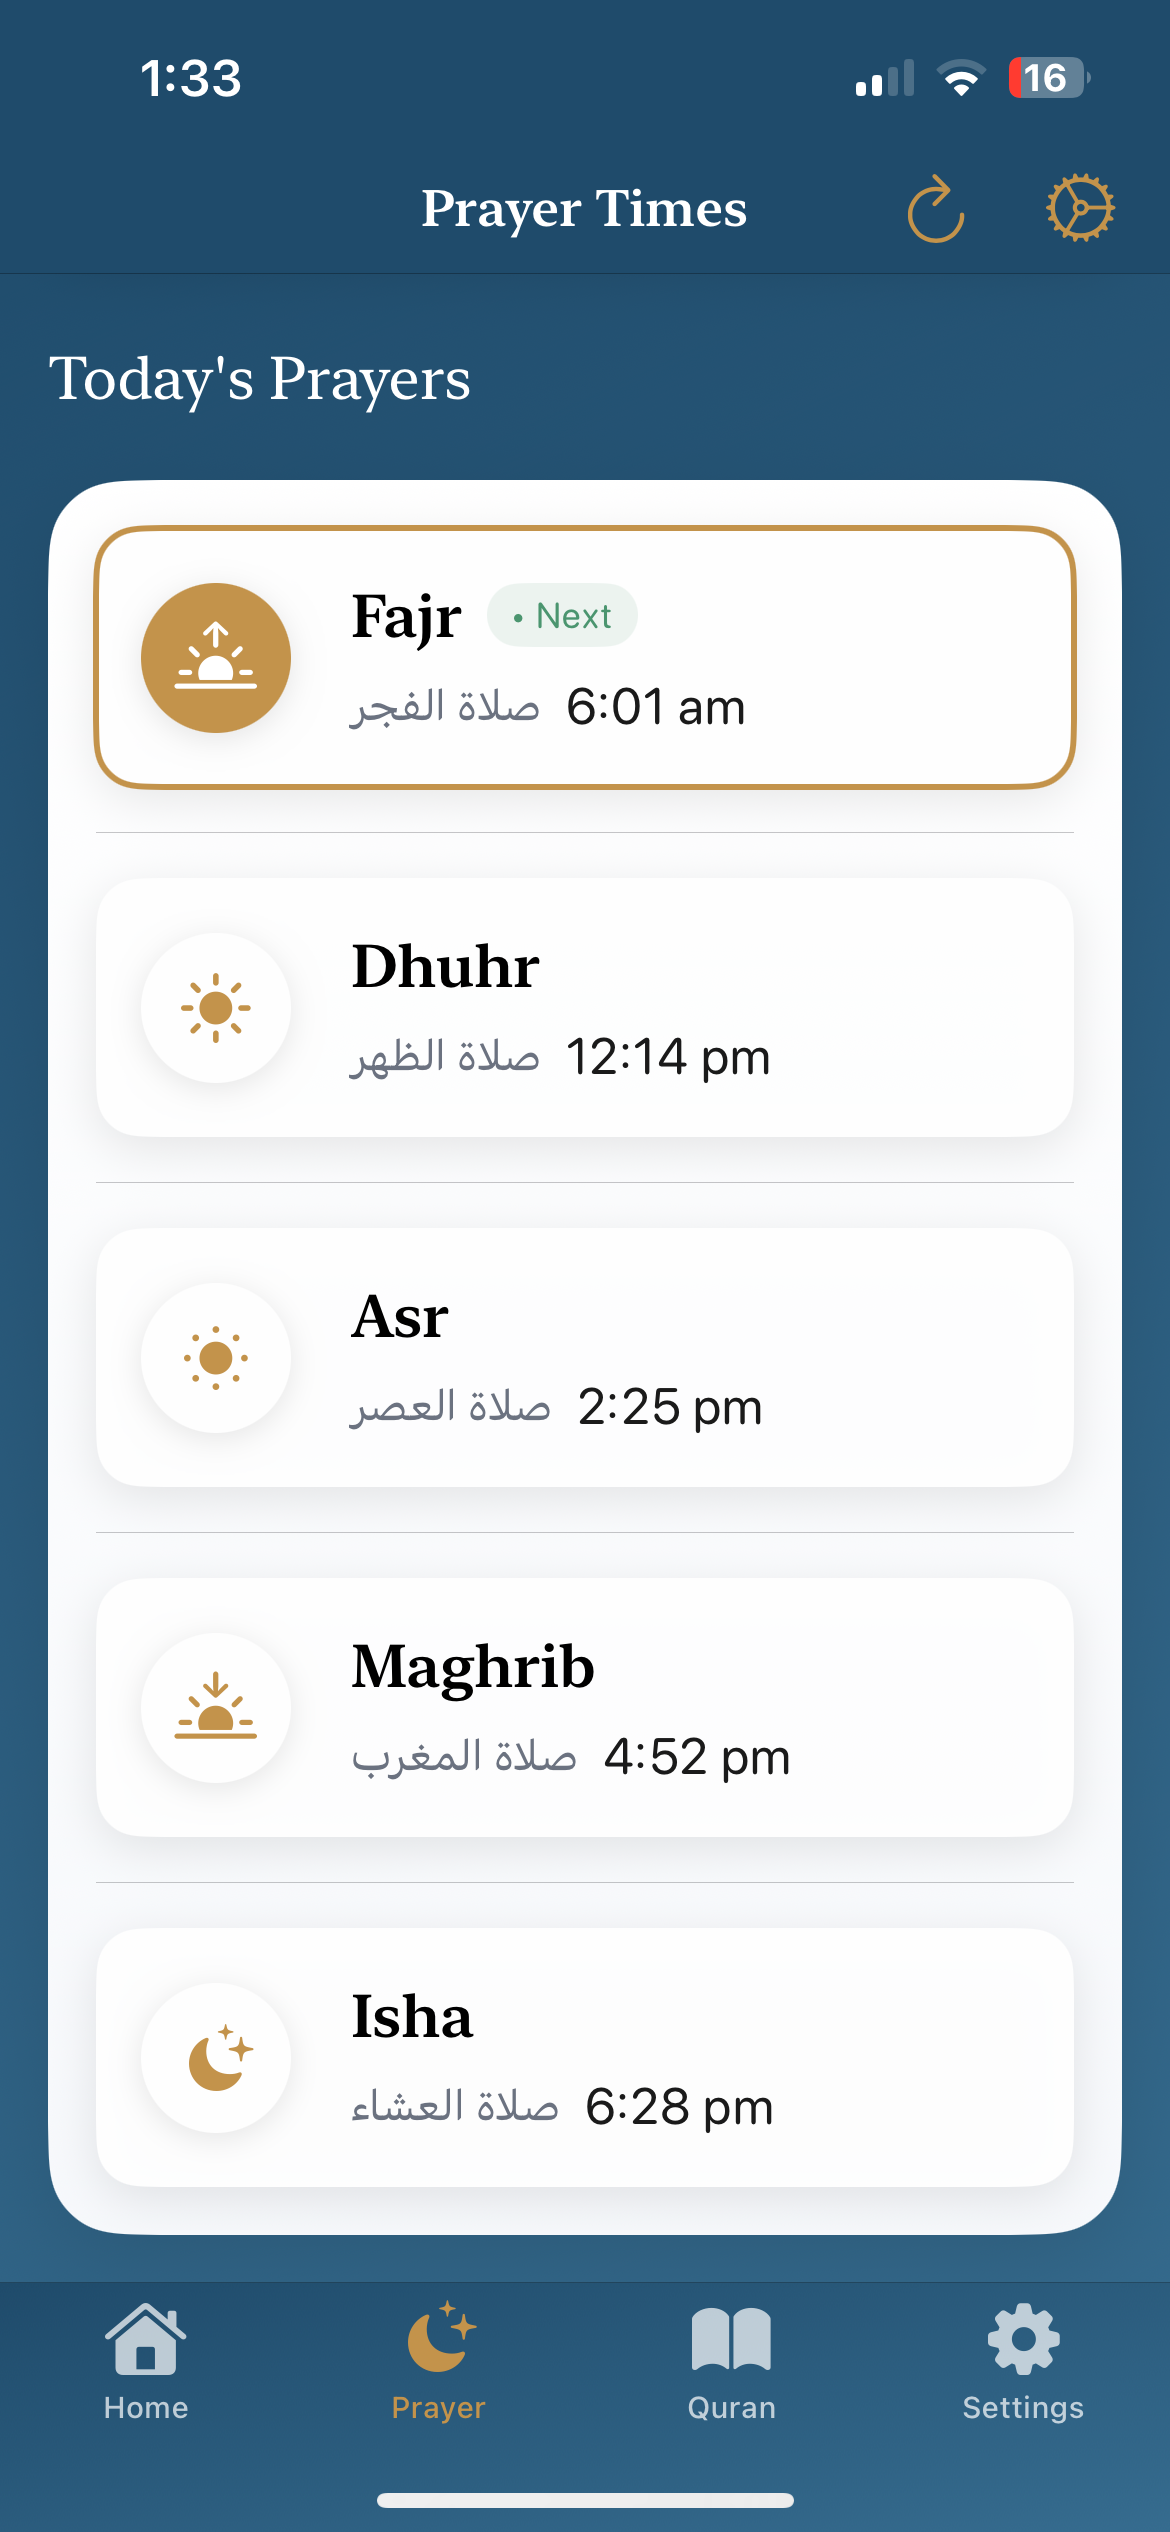 1:33
16
Prayer Times
Today's Prayers
Fajr • Next
صلاة الفجر 6:01 am
Dhuhr
صلاة الظهر 12:14 pm
Asr
صلاة العصر 2:25 pm
Maghrib
صلاة المغرب 4:52 pm
Isha
صلاة العشاء 6:28 pm
Home Prayer Quran Settings